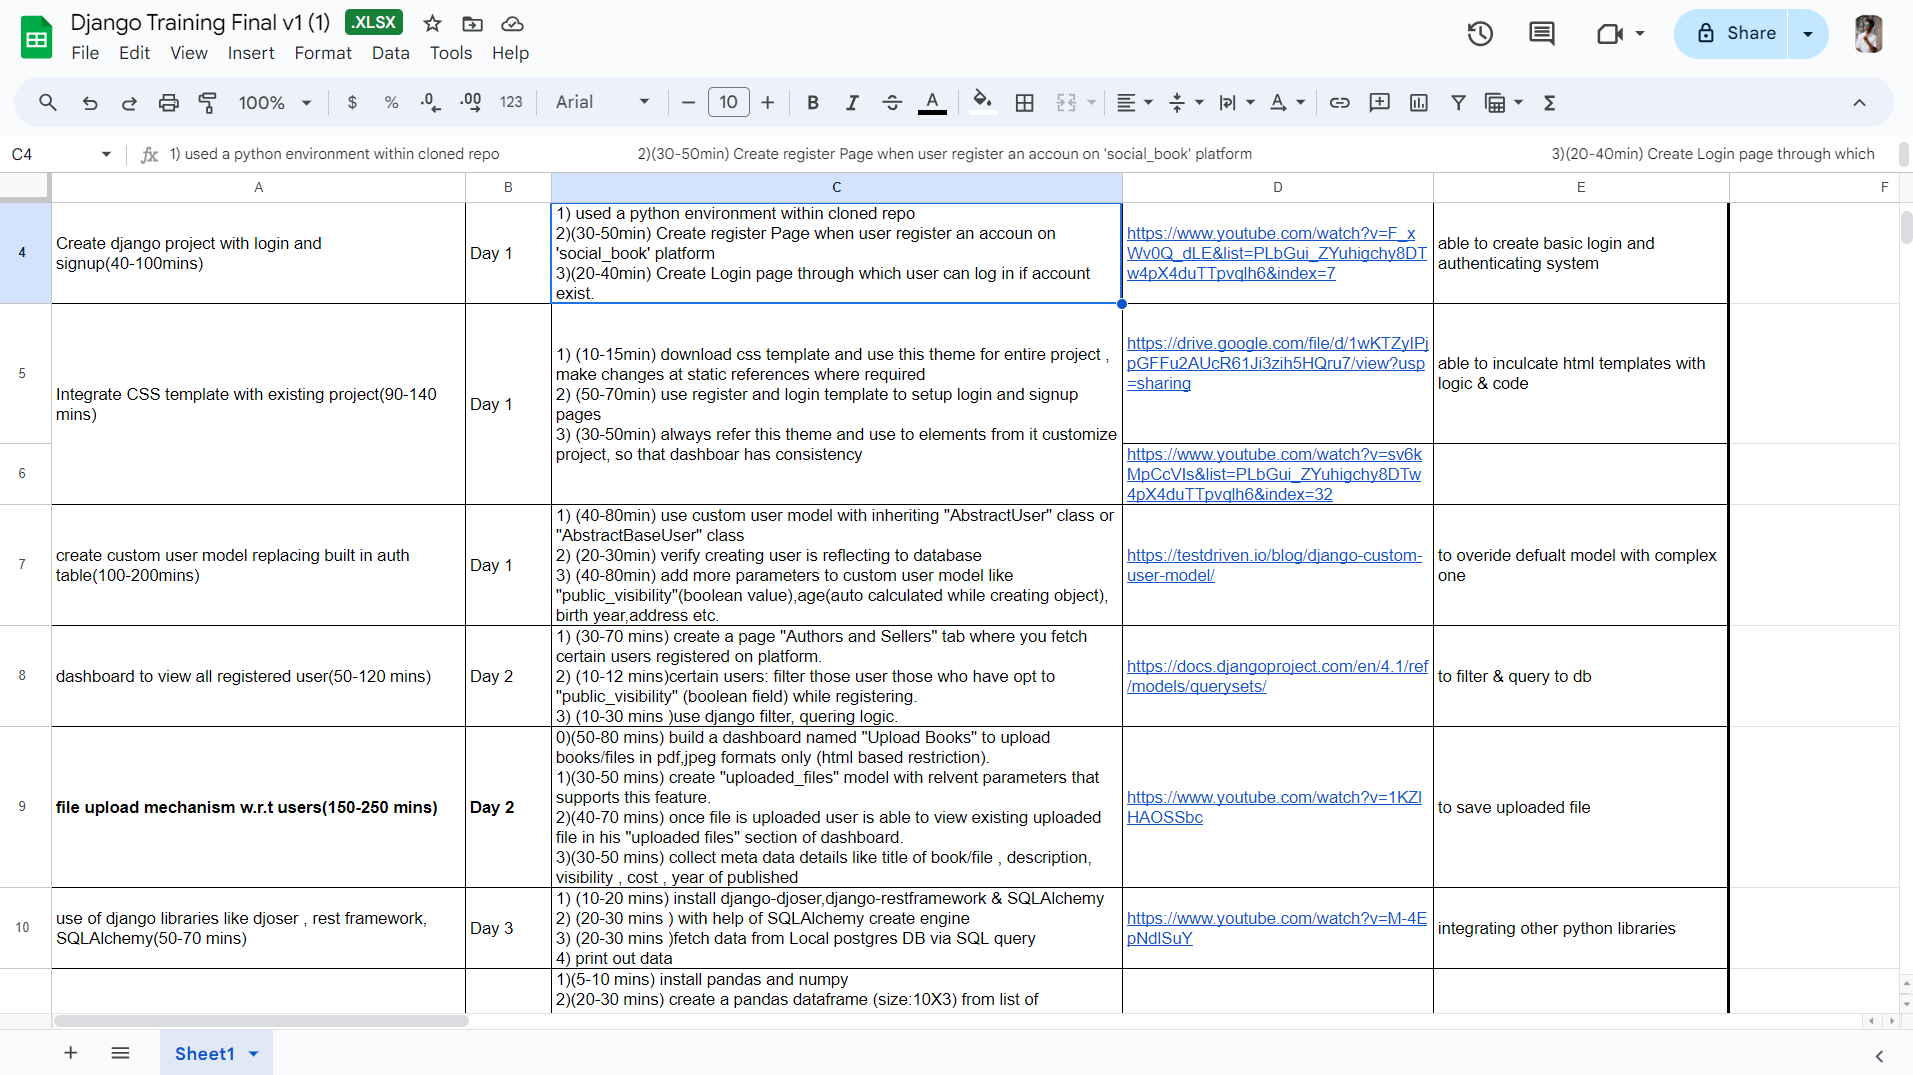 Django Training Final v1 (1) .XLSX
File Edit View Insert Format Data Tools Help
Share
100% $ % .0 .00 123 Arial 10 B I A
C4 fx 1) used a python environment within cloned repo 2)(30-50min) Create register Page when user register an accoun on 'social_book' platform 3)(20-40min) Create Login page through which
A B C D E F
4
Create django project with login and
signup(40-100mins)
Day 1
1) used a python environment within cloned repo
2)(30-50min) Create register Page when user register an accoun on
'social_book' platform
3)(20-40min) Create Login page through which user can log in if account
exist.
https://www.youtube.com/watch?v=F_x
Wv0Q_dLE&list=PLbGui_ZYuhigchy8DT
w4pX4duTTpvqlh6&index=7
able to create basic login and
authenticating system
5
Integrate CSS template with existing project(90-140
mins)
Day 1
1) (10-15min) download css template and use this theme for entire project ,
make changes at static references where required
2) (50-70min) use register and login template to setup login and signup
pages
3) (30-50min) always refer this theme and use to elements from it customize
project, so that dashboar has consistency
https://drive.google.com/file/d/1wKTZyIPj
pGFFu2AUcR61Ji3zih5HQru7/view?usp
=sharing
able to inculcate html templates with
logic & code
6
https://www.youtube.com/watch?v=sv6k
MpCcVIs&list=PLbGui_ZYuhigchy8DTw
4pX4duTTpvqlh6&index=32
7
create custom user model replacing built in auth
table(100-200mins)
Day 1
1) (40-80min) use custom user model with inheriting "AbstractUser" class or
"AbstractBaseUser" class
2) (20-30min) verify creating user is reflecting to database
3) (40-80min) add more parameters to custom user model like
"public_visibility"(boolean value),age(auto calculated while creating object),
birth year,address etc.
https://testdriven.io/blog/django-custom-
user-model/
to overide defualt model with complex
one
8
dashboard to view all registered user(50-120 mins)
Day 2
1) (30-70 mins) create a page "Authors and Sellers" tab where you fetch
certain users registered on platform.
2) (10-12 mins)certain users: filter those user those who have opt to
"public_visibility" (boolean field) while registering.
3) (10-30 mins )use django filter, quering logic.
https://docs.djangoproject.com/en/4.1/ref
/models/querysets/
to filter & query to db
9
file upload mechanism w.r.t users(150-250 mins)
Day 2
0)(50-80 mins) build a dashboard named "Upload Books" to upload
books/files in pdf,jpeg formats only (html based restriction).
1)(30-50 mins) create "uploaded_files" model with relvent parameters that
supports this feature.
2)(40-70 mins) once file is uploaded user is able to view existing uploaded
file in his "uploaded files" section of dashboard.
3)(30-50 mins) collect meta data details like title of book/file , description,
visibility , cost , year of published
https://www.youtube.com/watch?v=1KZI
HAOSSbc
to save uploaded file
10
use of django libraries like djoser , rest framework,
SQLAlchemy(50-70 mins)
Day 3
1) (10-20 mins) install django-djoser,django-restframework & SQLAlchemy
2) (20-30 mins ) with help of SQLAlchemy create engine
3) (20-30 mins )fetch data from Local postgres DB via SQL query
4) print out data
https://www.youtube.com/watch?v=M-4E
pNdlSuY
integrating other python libraries
1)(5-10 mins) install pandas and numpy
2)(20-30 mins) create a pandas dataframe (size:10X3) from list of
Sheet1